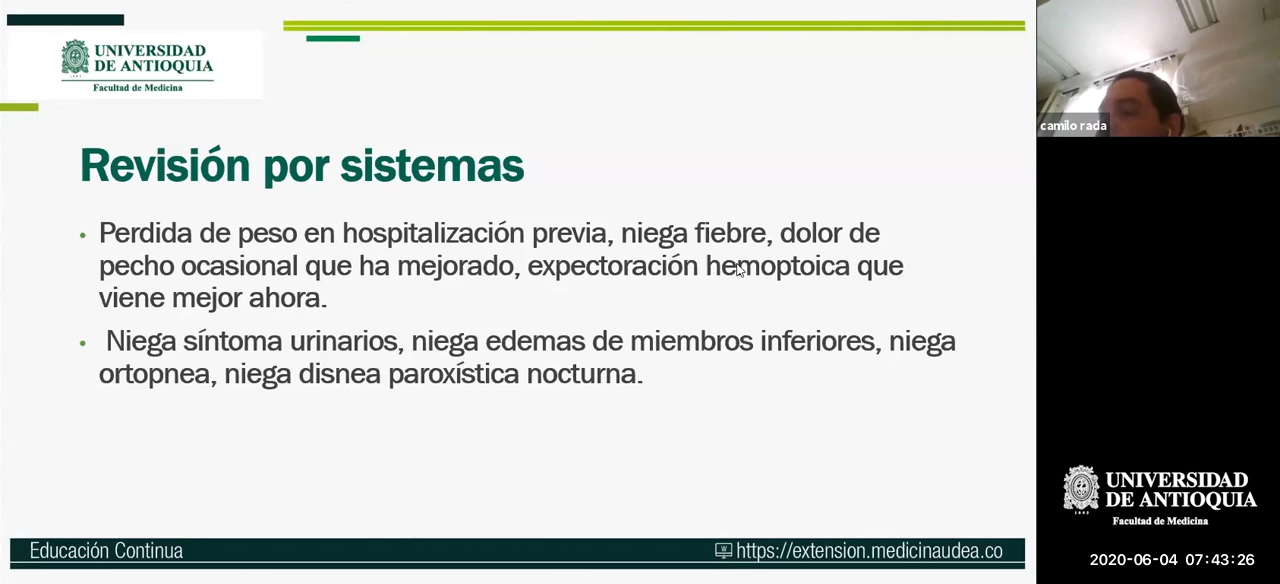 UNIVERSIDAD
DE ANTIOQUIA
1803
Facultad de Medicina
Revisión por sistemas
• Perdida de peso en hospitalización previa, niega fiebre, dolor de
pecho ocasional que ha mejorado, expectoración hemoptoica que
viene mejor ahora.
• Niega síntoma urinarios, niega edemas de miembros inferiores, niega
ortopnea, niega disnea paroxística nocturna.
Educación Continua
W https://extension.medicinaudea.co
camilo rada
UNIVERSIDAD
DE ANTIOQUIA
1803
Facultad de Medicina
2020-06-04 07:43:26